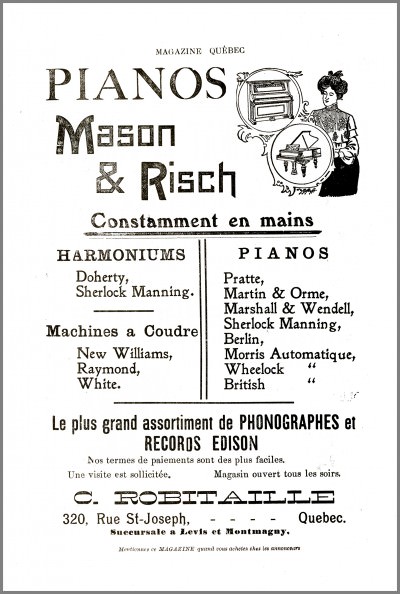 MAGAZINE QUÉBEC
PIANOS
Mason
& Risch
Constamment en mains
HARMONIUMS
Doherty,
Sherlock Manning.
Machines a Coudre
New Williams,
Raymond,
White.
PIANOS
Pratte,
Martin & Orme,
Marshall & Wendell,
Sherlock Manning,
Berlin,
Morris Automatique,
Wheelock "
British "
Le plus grand assortiment de PHONOGRAPHES et
RECORDS EDISON
Nos termes de paiements sont des plus faciles.
Une visite est sollicitée. Magasin ouvert tous les soirs.
C. ROBITAILLE
320, Rue St-Joseph, - - - - Quebec.
Succursale a Levis et Montmagny.
Mentionnez ce MAGAZINE quand vous achetez chez les annonceurs